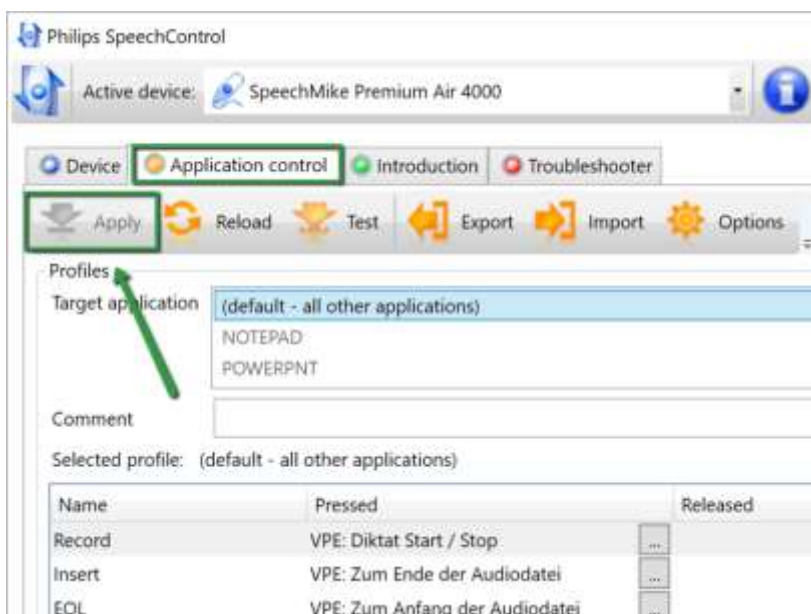 Philips SpeechControl
Active device: SpeechMike Premium Air 4000
Device Application control Introduction Troubleshooter
Apply Reload Test Export Import Options
Profiles
Target application (default - all other applications)
NOTEPAD
POWERPNT
Comment
Selected profile: (default - all other applications)
Name Pressed Released
Record VPE: Diktat Start / Stop ...
Insert VPE: Zum Ende der Audiodatei ...
EOL VPE: Zum Anfang der Audiodatei ...